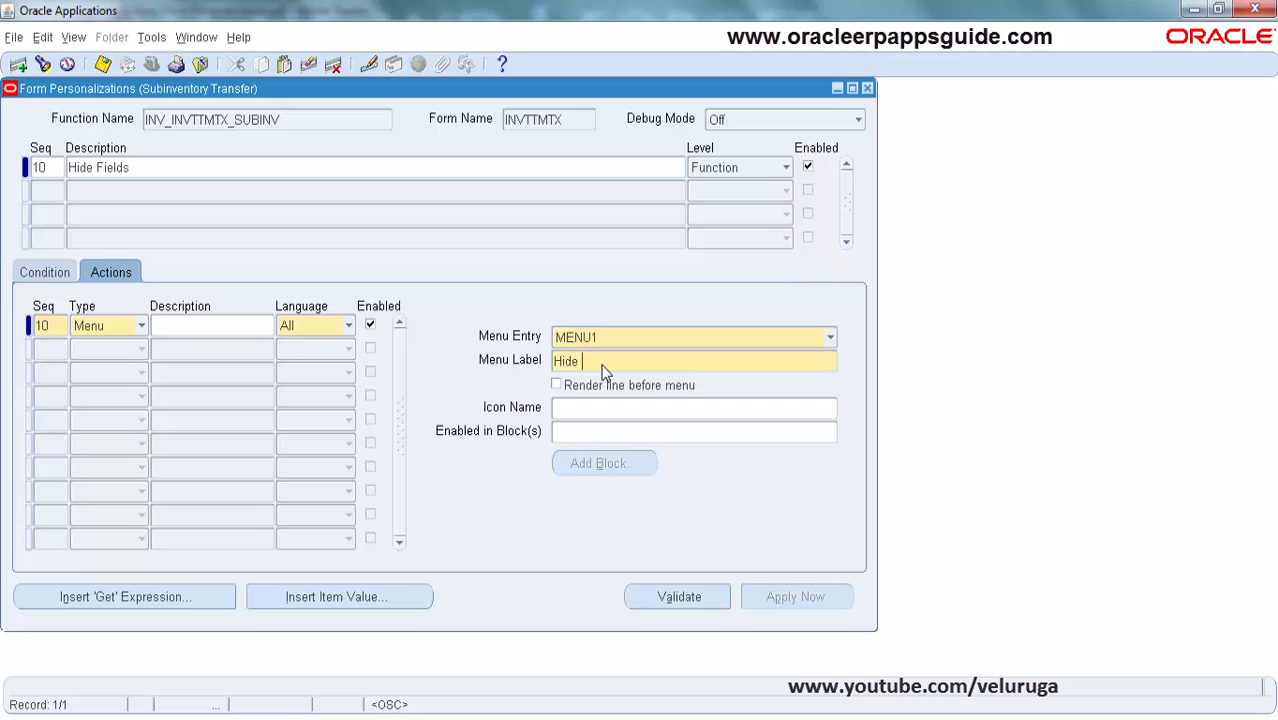 Oracle Applications
File Edit View Folder Tools Window Help
www.oracleerpappsguide.com
ORACLE
?
Form Personalizations (Subinventory Transfer)
Function Name INV_INVTTMTX_SUBINV Form Name INVTTMTX Debug Mode Off
Seq Description Level Enabled
10 Hide Fields Function
Condition Actions
Seq Type Description Language Enabled
10 Menu All
Menu Entry MENU1
Menu Label Hide
Render line before menu
Icon Name
Enabled in Block(s)
Add Block...
Insert 'Get' Expression... Insert Item Value... Validate Apply Now
www.youtube.com/veluruga
Record: 1/1 ... <OSC>